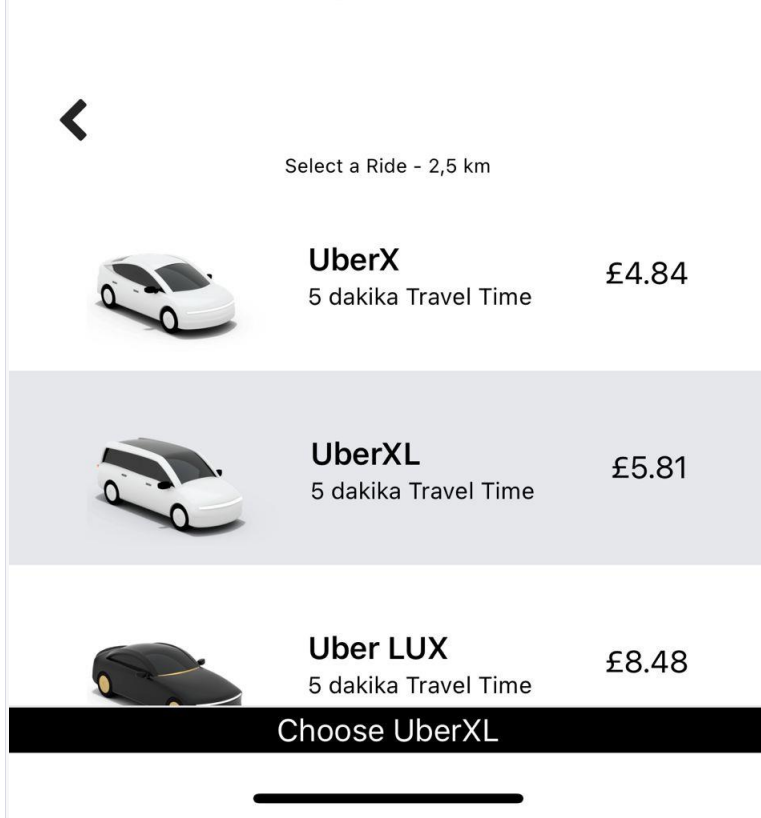 Select a Ride - 2,5 km
UberX
5 dakika Travel Time
£4.84
UberXL
5 dakika Travel Time
£5.81
Uber LUX
5 dakika Travel Time
£8.48
Choose UberXL